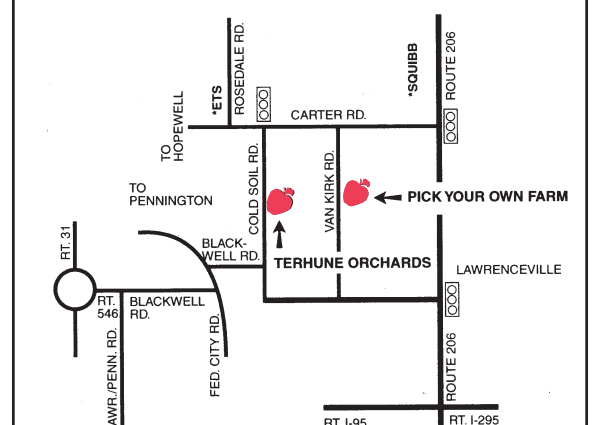 *ETS
ROSEDALE RD.
*SQUIBB
ROUTE 206
TO
HOPEWELL
CARTER RD.
COLD SOIL RD.
VAN KIRK RD.
TO
PENNINGTON
PICK YOUR OWN FARM
RT. 31
BLACK-
WELL RD.
TERHUNE ORCHARDS
LAWRENCEVILLE
RT.
546
BLACKWELL
RD.
AWR./PENN. RD.
FED. CITY RD.
ROUTE 206
RT. I-95
RT. I-295